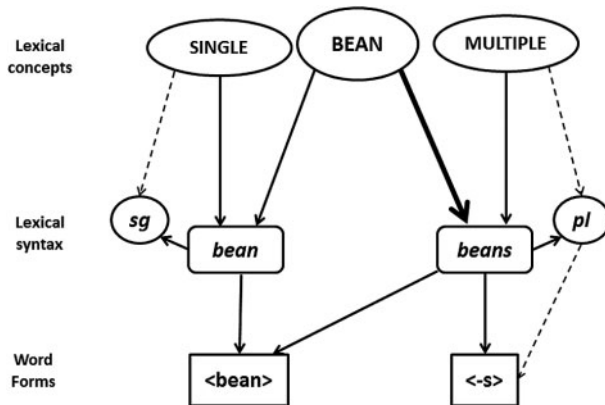 Lexical
concepts
SINGLE
BEAN
MULTIPLE
Lexical
syntax
sg
bean
beans
pl
Word
Forms
<bean>
<-s>